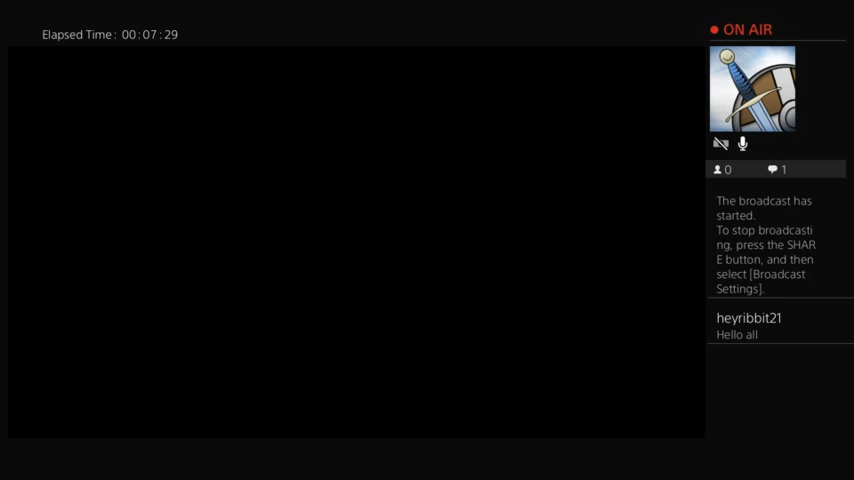 Elapsed Time: 00:07:29
ON AIR
0 1
The broadcast has
started.
To stop broadcasti
ng, press the SHAR
E button, and then
select [Broadcast
Settings].
heyribbit21
Hello all